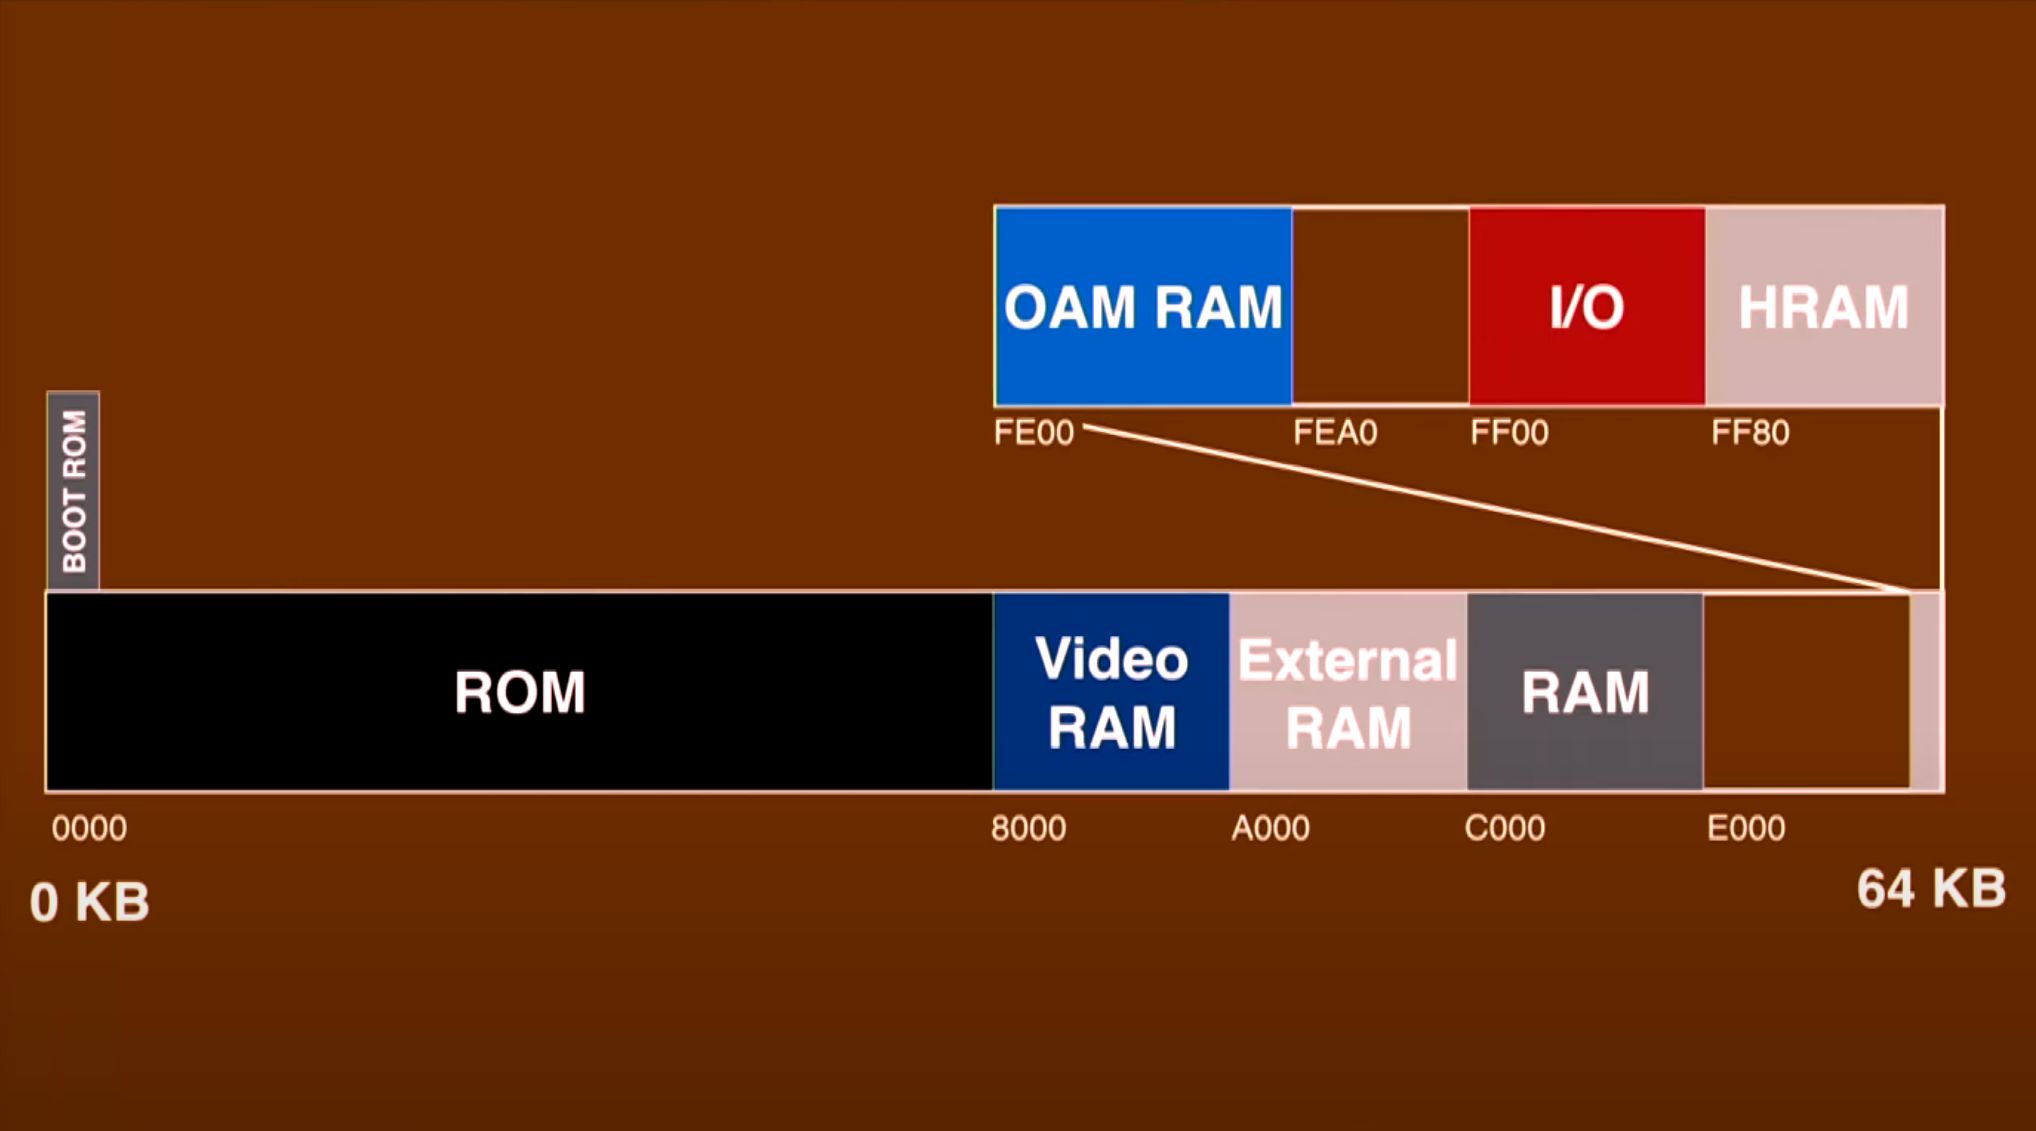 OAM RAM
I/O
HRAM
FE00
FEA0
FF00
FF80
BOOT ROM
ROM
Video
RAM
External
RAM
RAM
0000
8000
A000
C000
E000
0 KB
64 KB